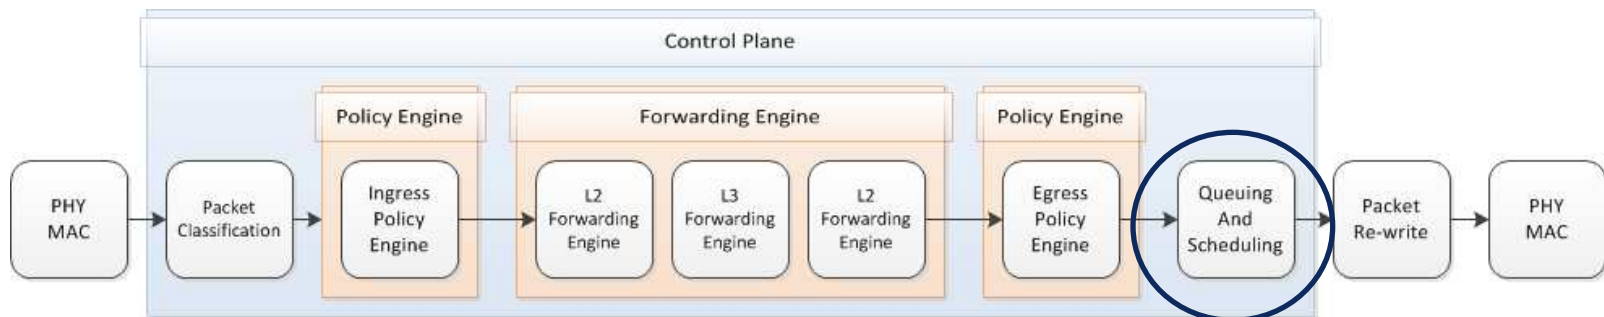 Control Plane
Policy Engine
Forwarding Engine
Policy Engine
PHY
MAC
Packet
Classification
Ingress
Policy
Engine
L2
Forwarding
Engine
L3
Forwarding
Engine
L2
Forwarding
Engine
Egress
Policy
Engine
Queuing
And
Scheduling
Packet
Re-write
PHY
MAC